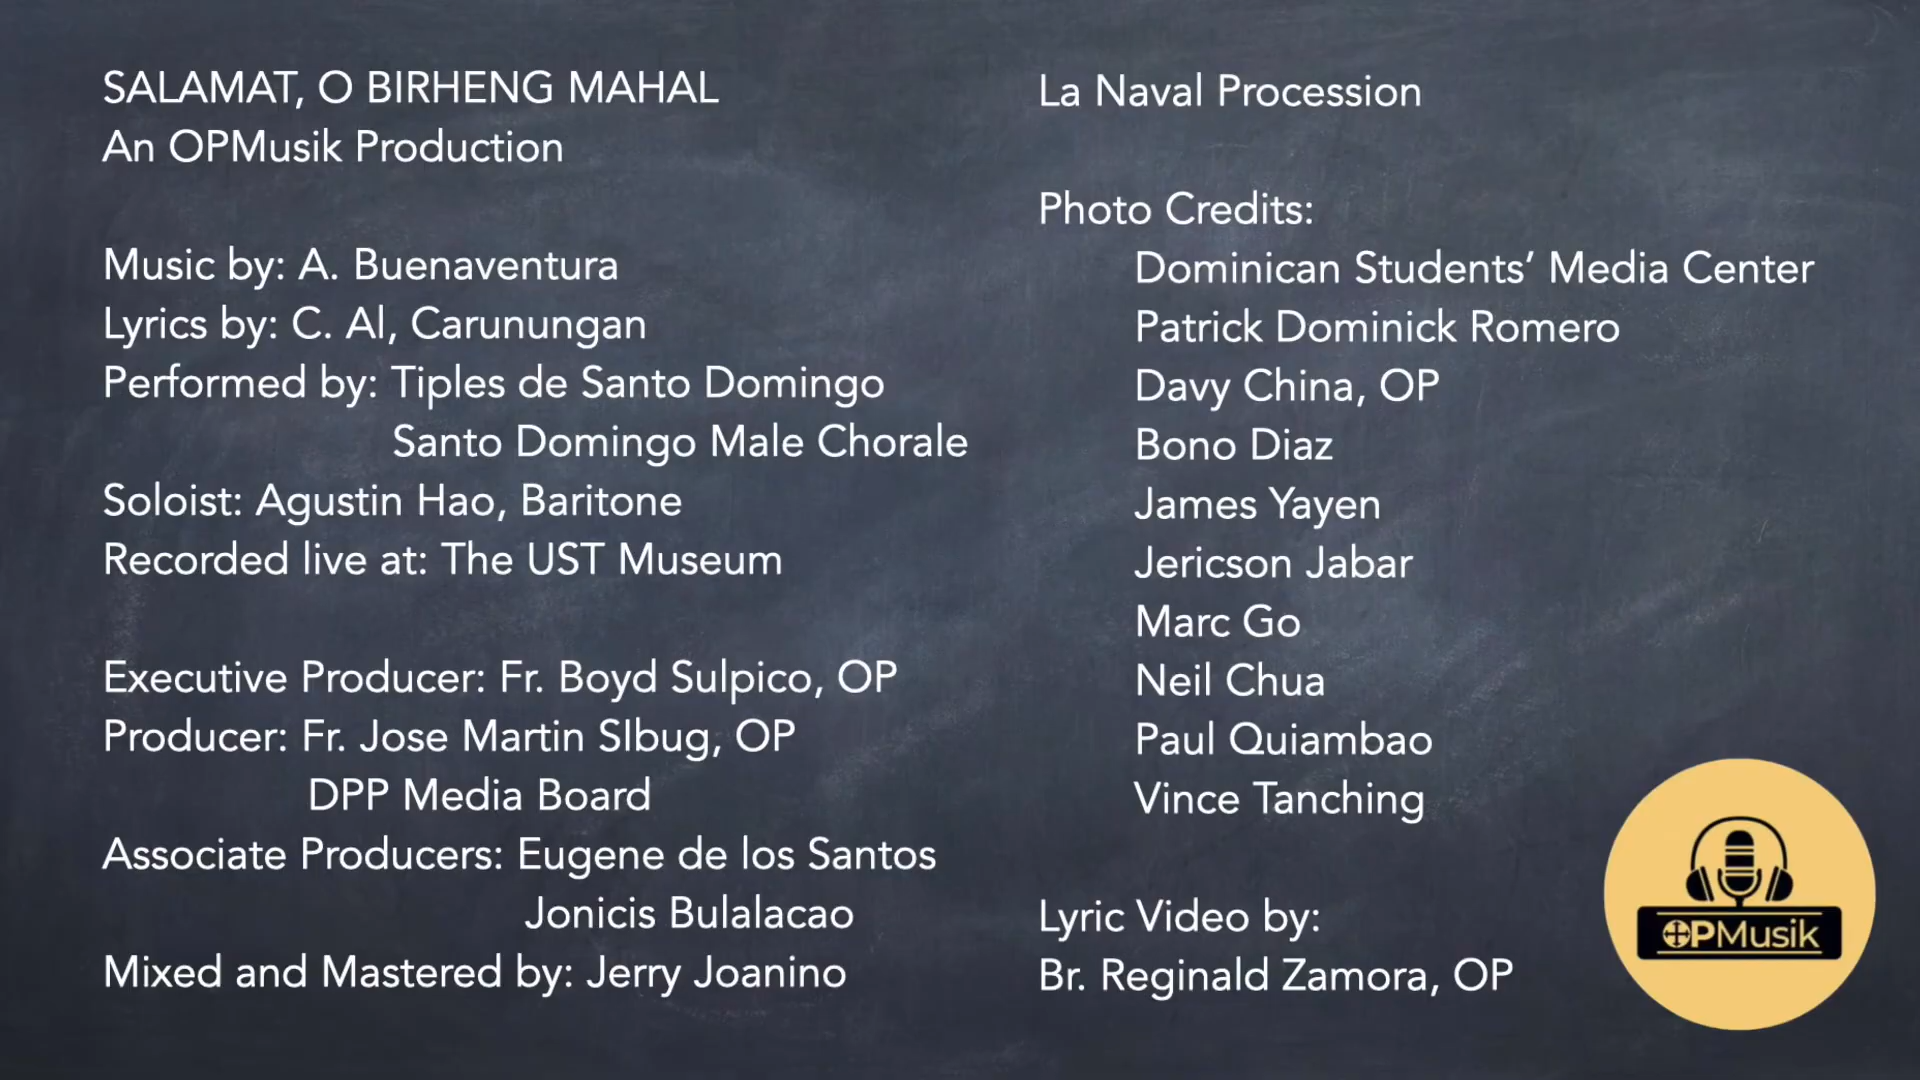 SALAMAT, O BIRHENG MAHAL
An OPMusik Production
Music by: A. Buenaventura
Lyrics by: C. Al, Carunungan
Performed by: Tiples de Santo Domingo
Santo Domingo Male Chorale
Soloist: Agustin Hao, Baritone
Recorded live at: The UST Museum
Executive Producer: Fr. Boyd Sulpico, OP
Producer: Fr. Jose Martin SIbug, OP
DPP Media Board
Associate Producers: Eugene de los Santos
Jonicis Bulalacao
Mixed and Mastered by: Jerry Joanino
La Naval Procession
Photo Credits:
Dominican Students’ Media Center
Patrick Dominick Romero
Davy China, OP
Bono Diaz
James Yayen
Jericson Jabar
Marc Go
Neil Chua
Paul Quiambao
Vince Tanching
Lyric Video by:
Br. Reginald Zamora, OP
OPMusik